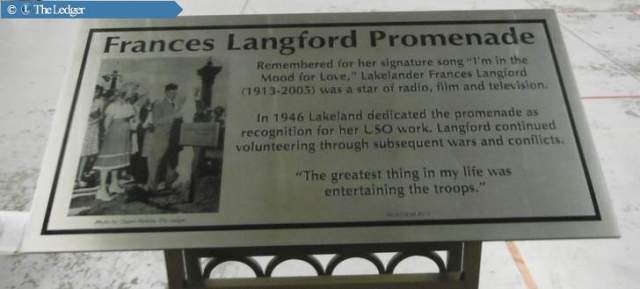 © The Ledger
Frances Langford Promenade
Remembered for her signature song "I'm in the
Mood for Love," Lakelander Frances Langford
(1913-2005) was a star of radio, film and television.
In 1946 Lakeland dedicated the promenade as
recognition for her USO work. Langford continued
volunteering through subsequent wars and conflicts.
"The greatest thing in my life was
entertaining the troops."